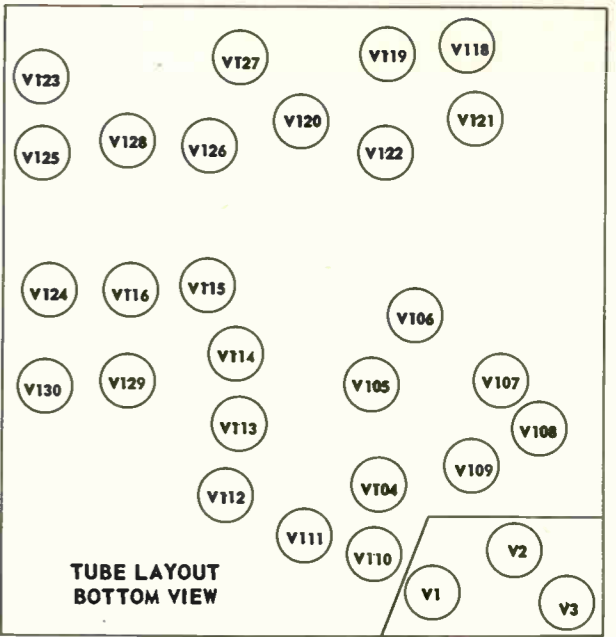 V118
V119
V127
V123
V121
V120
V128
V126
V122
V125
V115
V124
V116
V106
V114
V107
V105
V129
V130
V113
V108
V109
V104
V112
V111
V110
V2
V1
V3
TUBE LAYOUT
BOTTOM VIEW